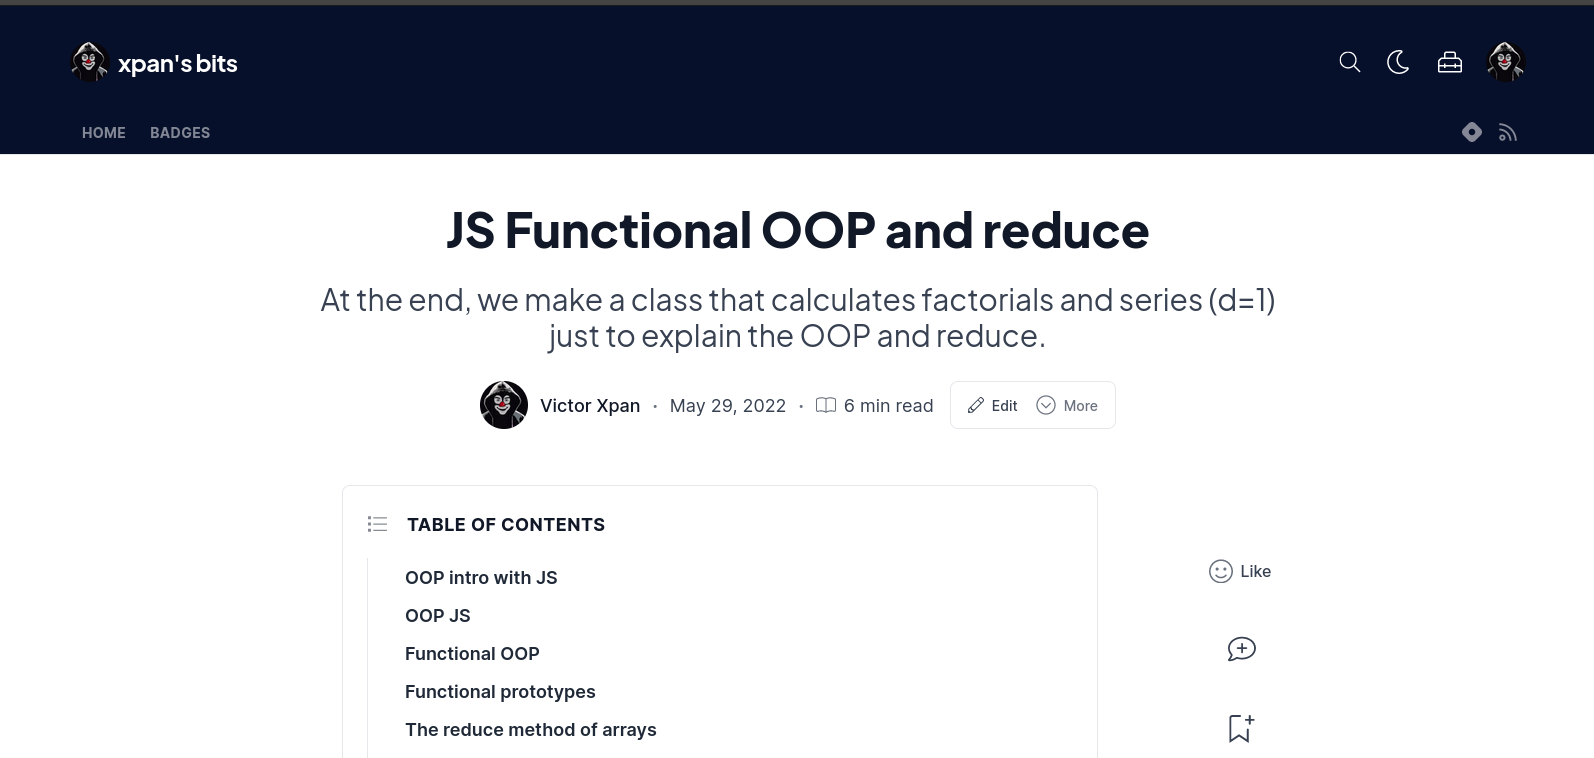 xpan's bits
HOME BADGES
JS Functional OOP and reduce
At the end, we make a class that calculates factorials and series (d=1)
just to explain the OOP and reduce.
Victor Xpan · May 29, 2022 · 6 min read Edit More
TABLE OF CONTENTS
OOP intro with JS
Like
OOP JS
Functional OOP
Functional prototypes
The reduce method of arrays